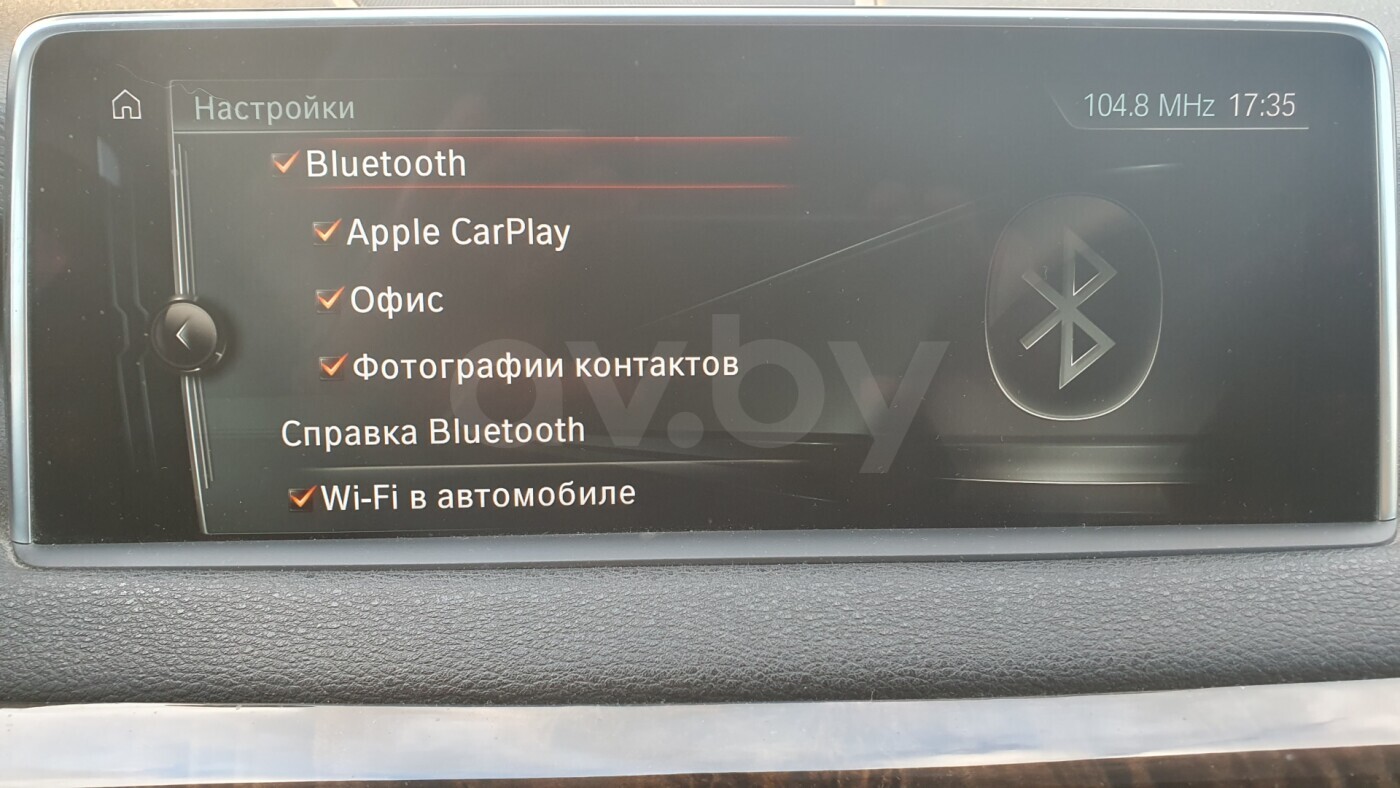 Настройки
104.8 MHz 17:35
Bluetooth
Apple CarPlay
Офис
Фотографии контактов
Справка Bluetooth
Wi-Fi в автомобиле
av.by